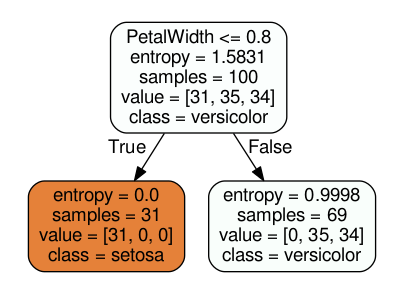 PetalWidth <= 0.8
entropy = 1.5831
samples = 100
value = [31, 35, 34]
class = versicolor
True
False
entropy = 0.0
samples = 31
value = [31, 0, 0]
class = setosa
entropy = 0.9998
samples = 69
value = [0, 35, 34]
class = versicolor